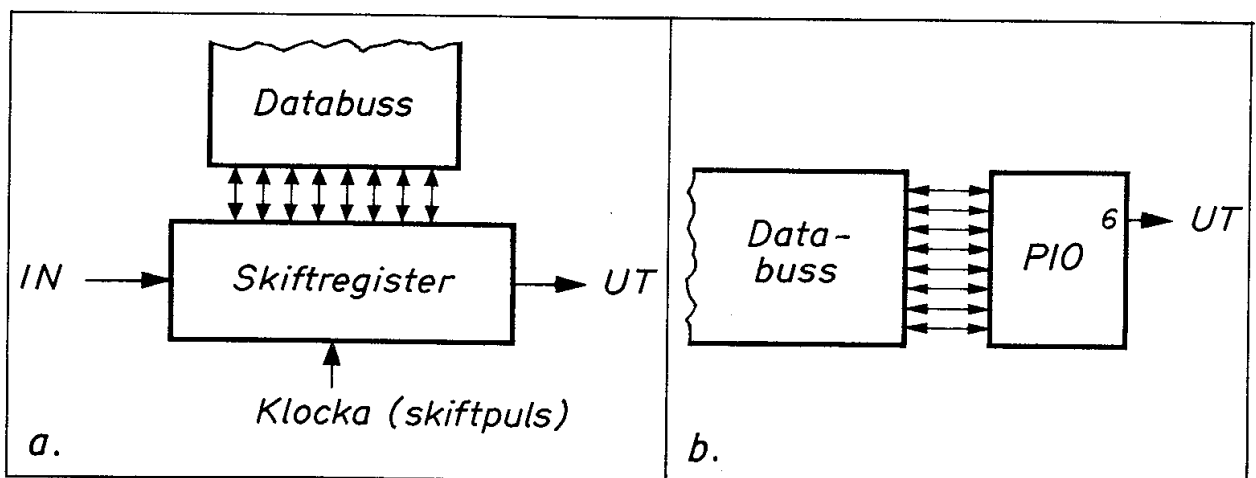 Databuss
IN
Skiftregister
UT
Klocka (skiftpuls)
a.
Data-
buss
PIO
6
UT
b.